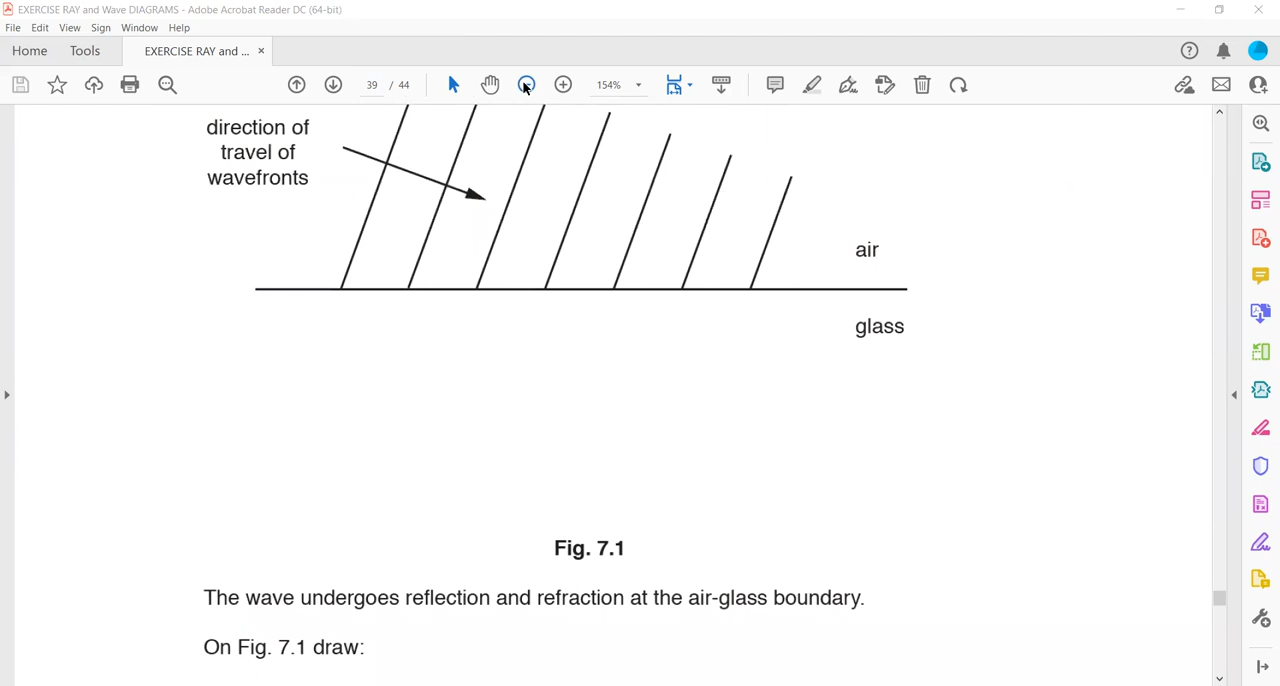 EXERCISE RAY and Wave DIAGRAMS - Adobe Acrobat Reader DC (64-bit)
File Edit View Sign Window Help
Home Tools EXERCISE RAY and ... ×
39 / 44 154%
direction of
travel of
wavefronts
air
glass
Fig. 7.1
The wave undergoes reflection and refraction at the air-glass boundary.
On Fig. 7.1 draw: